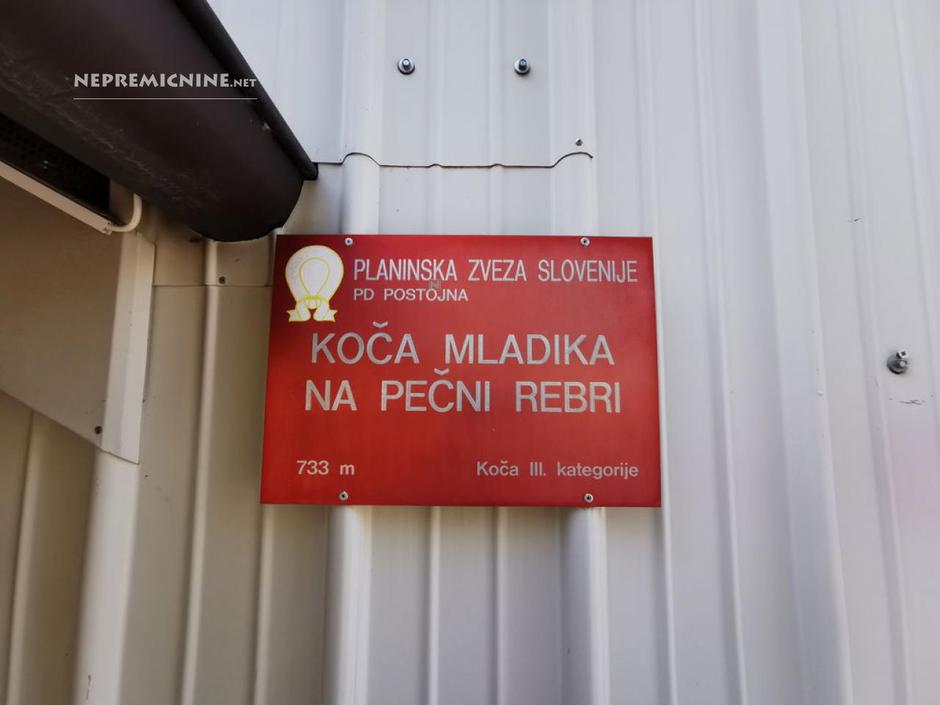 NEPREMICNINE.NET
PLANINSKA ZVEZA SLOVENIJE
PD POSTOJNA
KOČA MLADIKA
NA PEČNI REBRI
733 m Koča III. kategorije